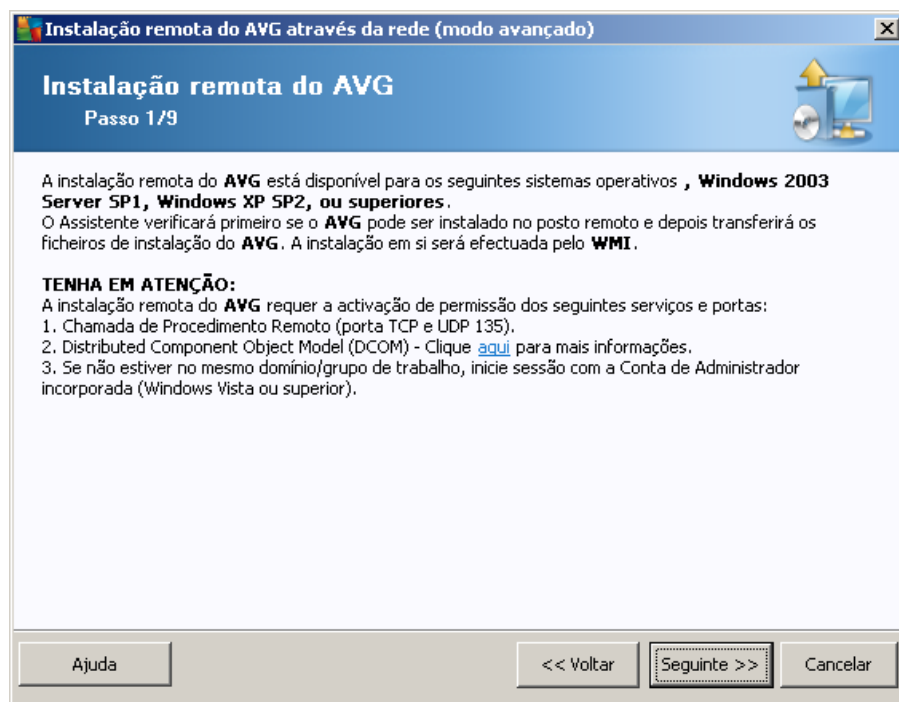 Instalação remota do AVG através da rede (modo avançado)
Instalação remota do AVG
Passo 1/9
A instalação remota do AVG está disponível para os seguintes sistemas operativos , Windows 2003
Server SP1, Windows XP SP2, ou superiores.
O Assistente verificará primeiro se o AVG pode ser instalado no posto remoto e depois transferirá os
ficheiros de instalação do AVG. A instalação em si será efectuada pelo WMI.
TENHA EM ATENÇÃO:
A instalação remota do AVG requer a activação de permissão dos seguintes serviços e portas:
1. Chamada de Procedimento Remoto (porta TCP e UDP 135).
2. Distributed Component Object Model (DCOM) - Clique aqui para mais informações.
3. Se não estiver no mesmo domínio/grupo de trabalho, inicie sessão com a Conta de Administrador
incorporada (Windows Vista ou superior).
Ajuda
<< Voltar
Seguinte >>
Cancelar